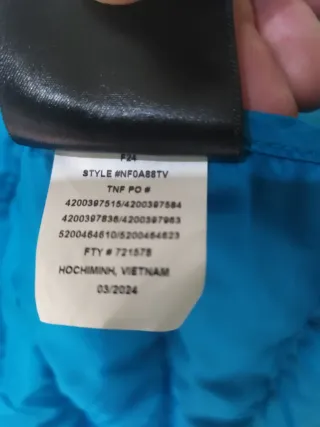 F24
STYLE #NF0A88TV
TNF PO #
4200397515/4200397584
4200397836/4200397963
5200464610/5200464623
FTY # 721578
HOCHIMINH, VIETNAM
03/2024